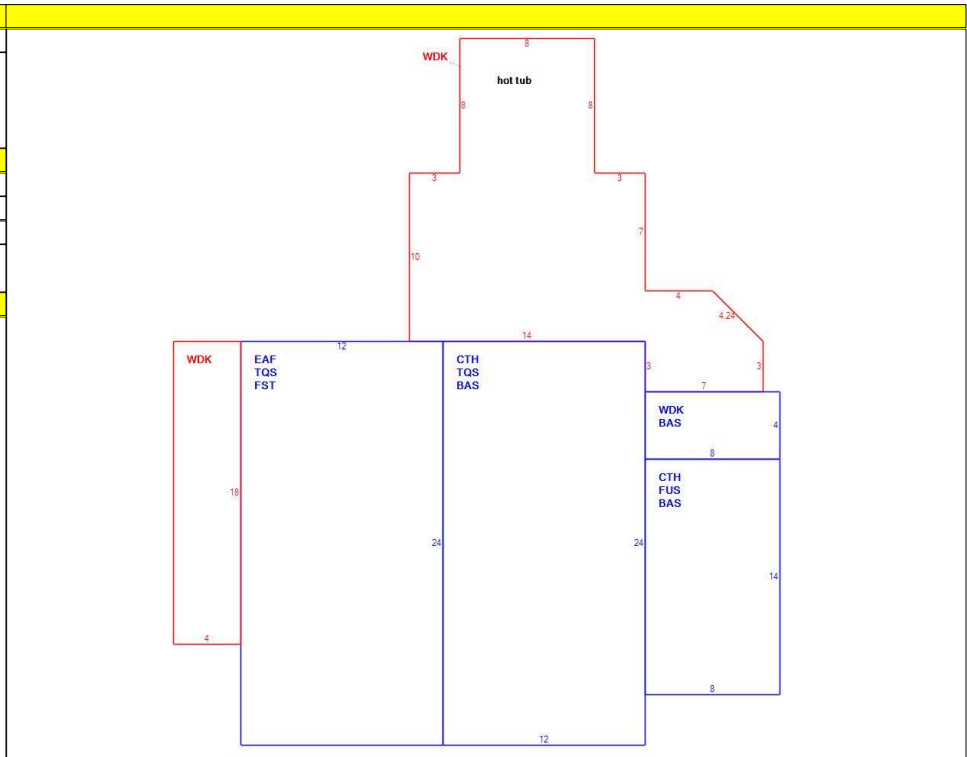 8
WDK
hot tub
8
8
3
3
10
7
4
4.24
14
12
3
3
7
WDK
EAF
TQS
FST
CTH
TQS
BAS
WDK
BAS
4
8
CTH
FUS
BAS
18
24
24
14
4
8
12